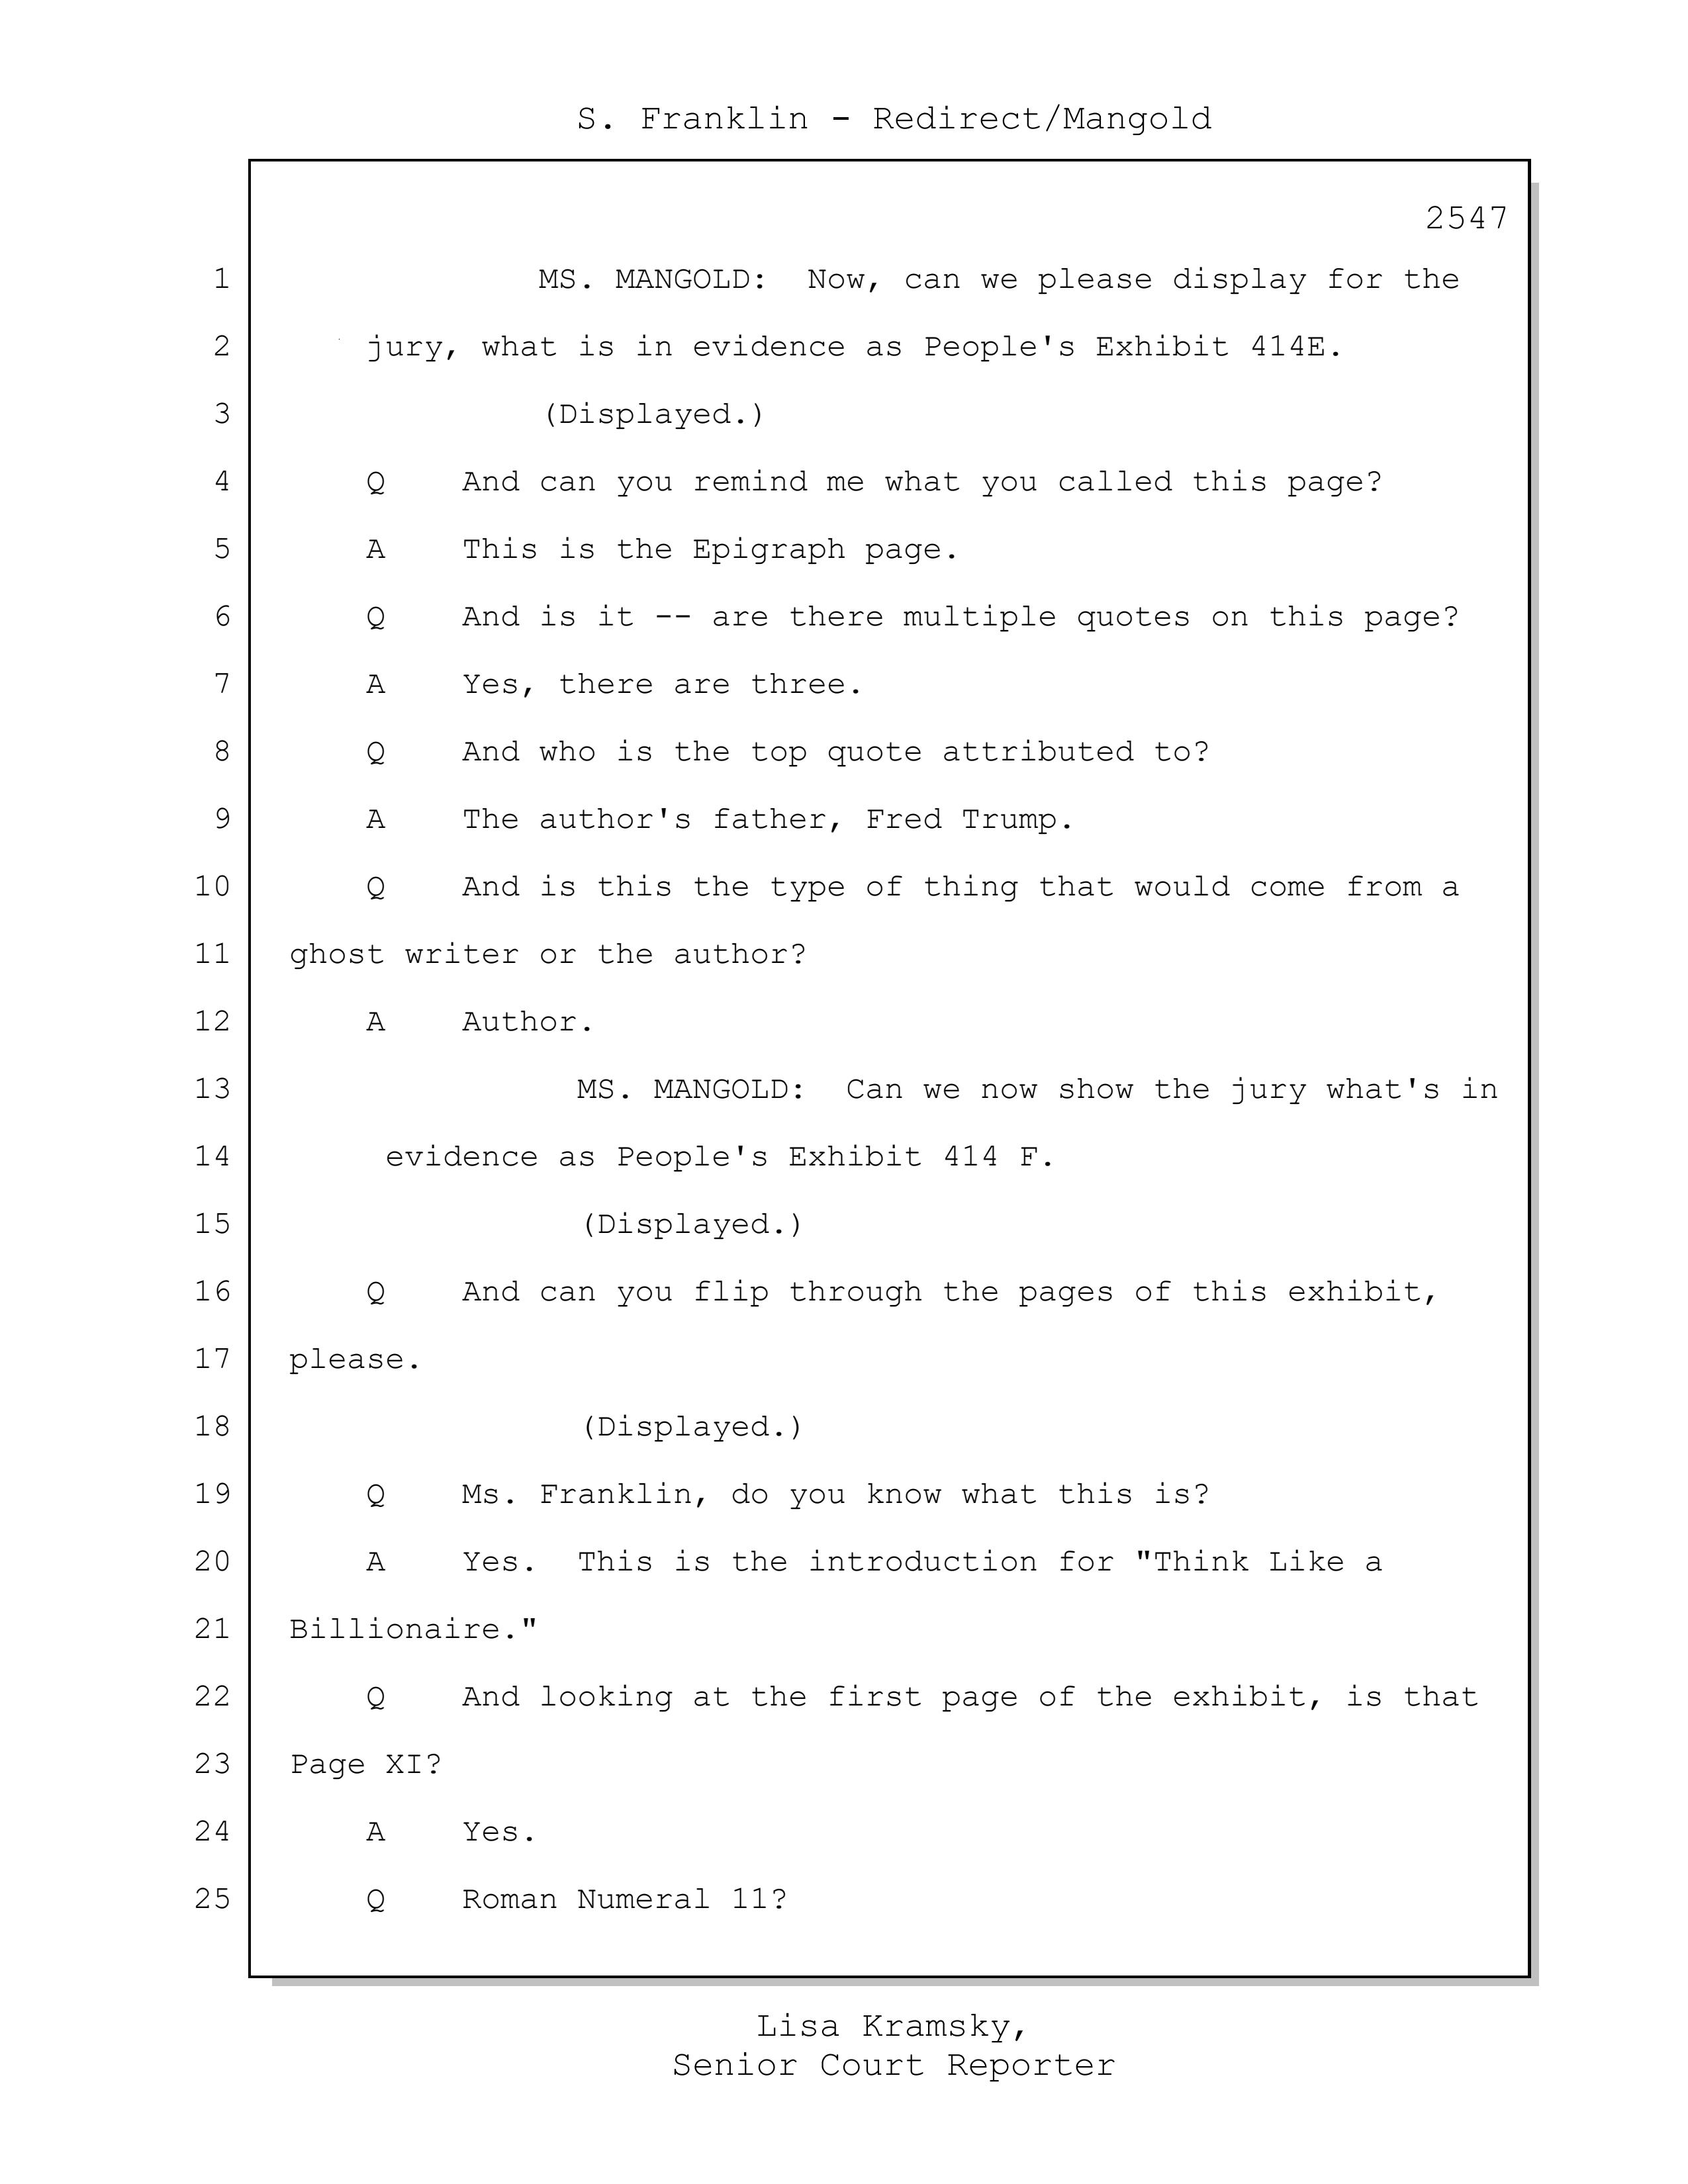 S. Franklin - Redirect/Mangold
2547
1 MS. MANGOLD: Now, can we please display for the
2 jury, what is in evidence as People's Exhibit 414E.
3 (Displayed.)
4 Q And can you remind me what you called this page?
5 A This is the Epigraph page.
6 Q And is it -- are there multiple quotes on this page?
7 A Yes, there are three.
8 Q And who is the top quote attributed to?
9 A The author's father, Fred Trump.
10 Q And is this the type of thing that would come from a
11 ghost writer or the author?
12 A Author.
13 MS. MANGOLD: Can we now show the jury what's in
14 evidence as People's Exhibit 414 F.
15 (Displayed.)
16 Q And can you flip through the pages of this exhibit,
17 please.
18 (Displayed.)
19 Q Ms. Franklin, do you know what this is?
20 A Yes. This is the introduction for "Think Like a
21 Billionaire."
22 Q And looking at the first page of the exhibit, is that
23 Page XI?
24 A Yes.
25 Q Roman Numeral 11?
Lisa Kramsky,
Senior Court Reporter